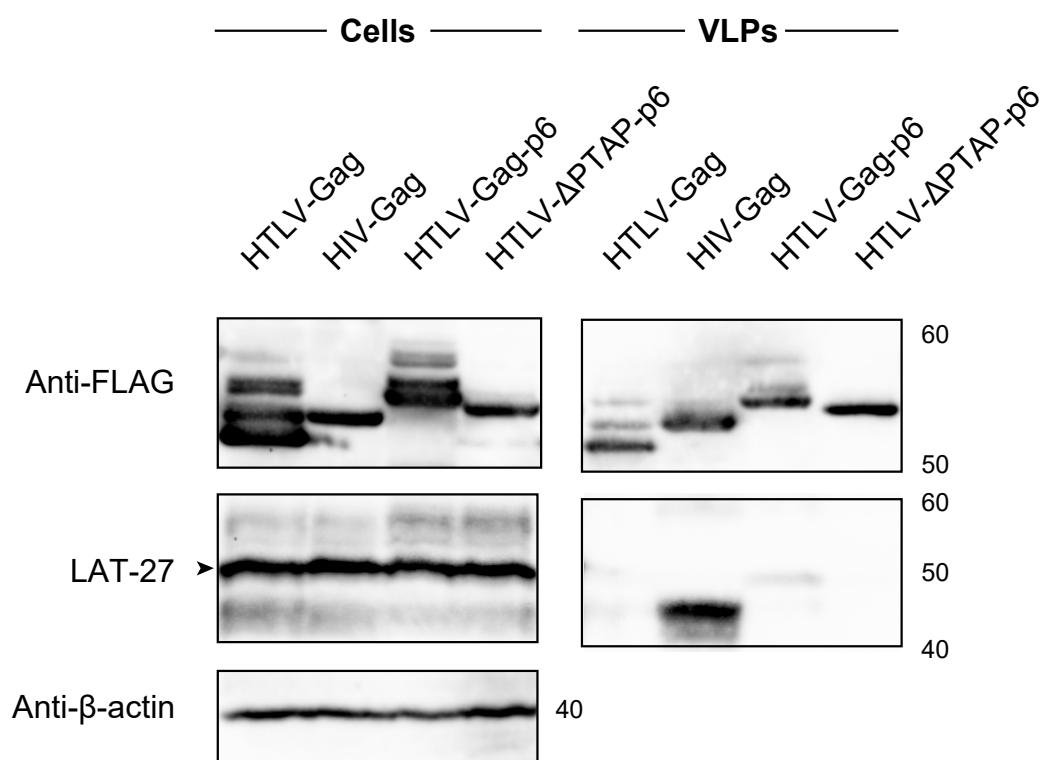 Cells
VLPs
HTLV-Gag
HIV-Gag
HTLV-Gag-p6
HTLV-ΔPTAP-p6
HTLV-Gag
HIV-Gag
HTLV-Gag-p6
HTLV-ΔPTAP-p6
Anti-FLAG
60
50
LAT-27
60
50
40
Anti-β-actin
40